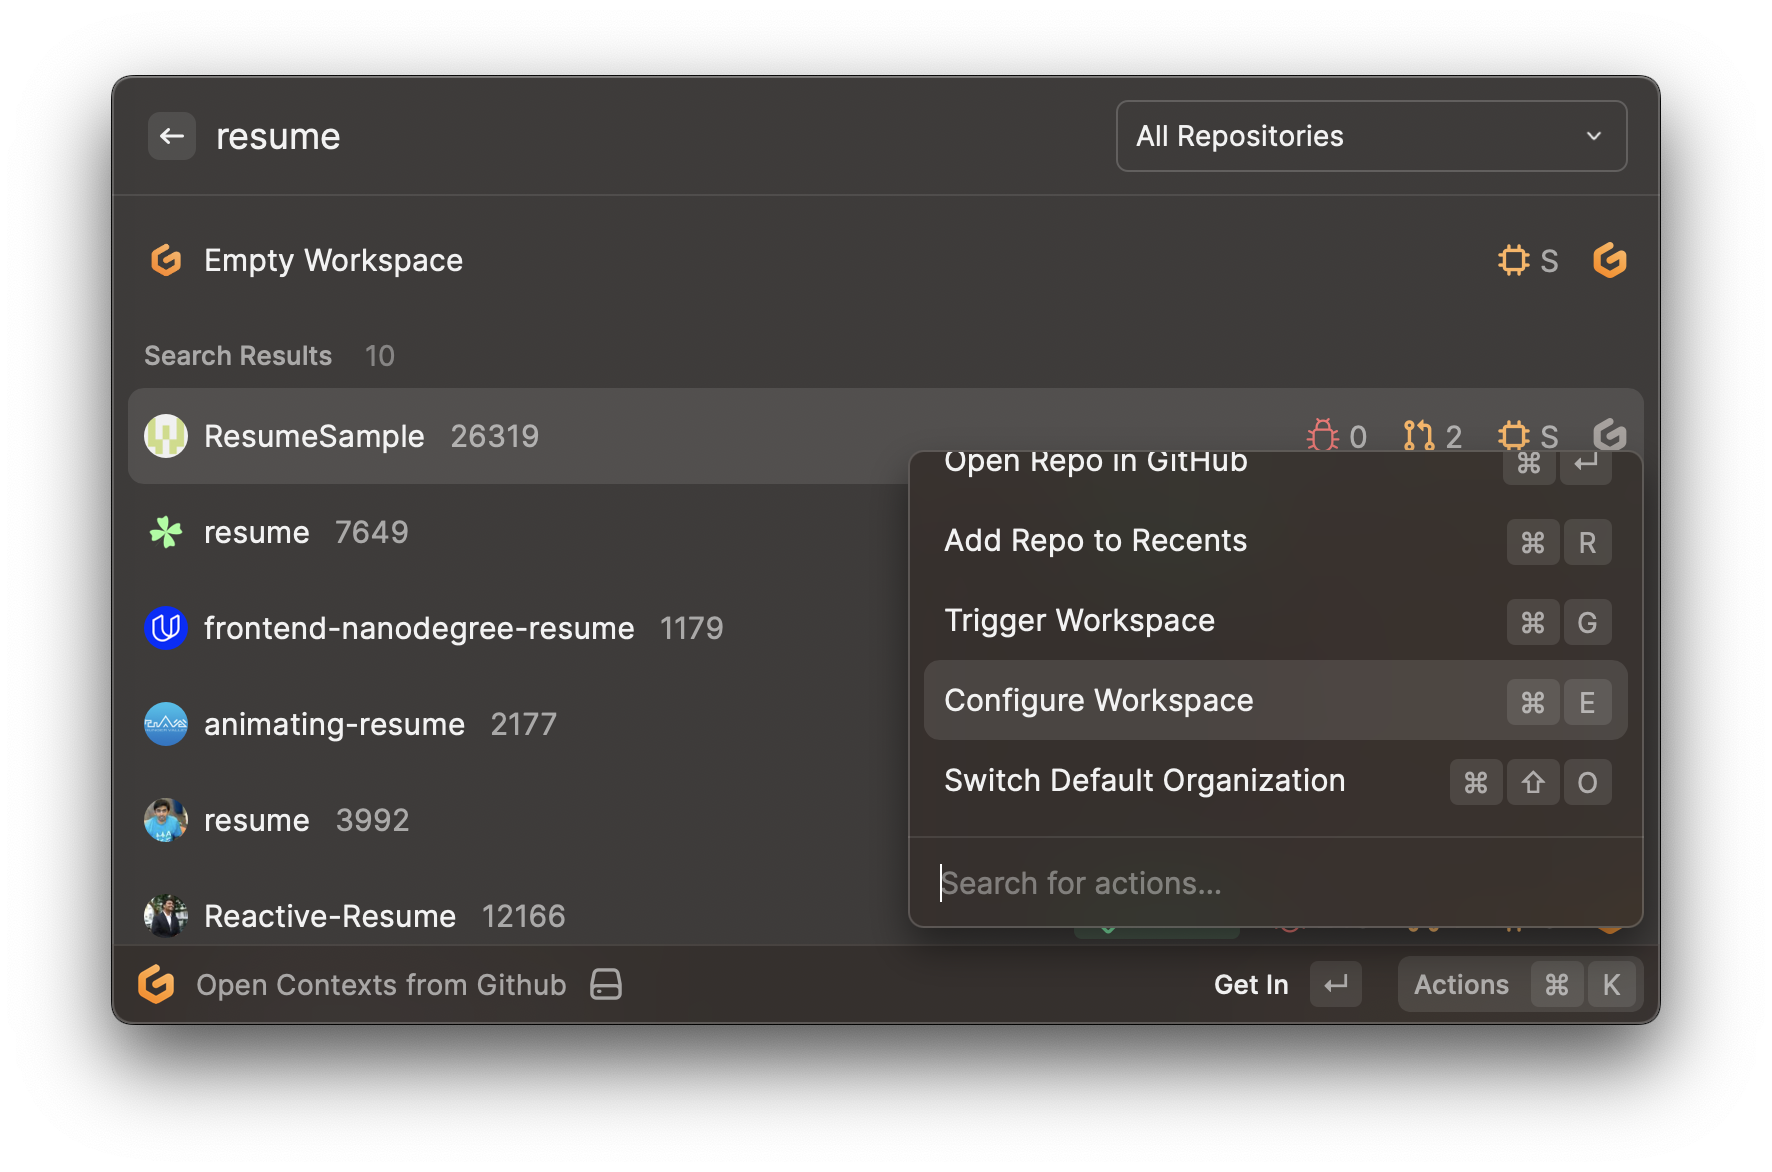 resume
All Repositories
Empty Workspace S
Search Results 10
ResumeSample 26319 0 2 S
resume 7649
frontend-nanodegree-resume 1179
animating-resume 2177
resume 3992
Reactive-Resume 12166
Open Repo in GitHub ⌘ ↵
Add Repo to Recents ⌘ R
Trigger Workspace ⌘ G
Configure Workspace ⌘ E
Switch Default Organization ⌘ ⇧ O
Search for actions...
Open Contexts from Github
Get In ↵ Actions ⌘ K